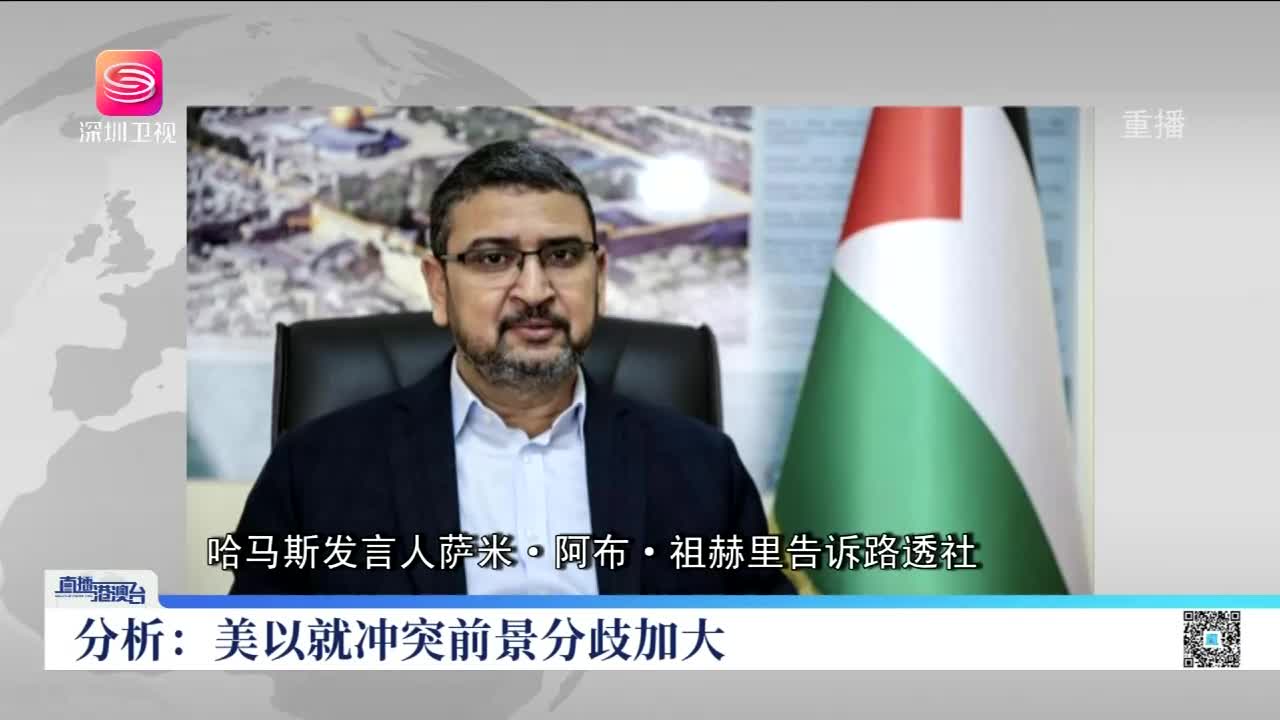 深圳卫视
重播
哈马斯发言人萨米·阿布·祖赫里告诉路透社
直播港澳台
分析：美以就冲突前景分歧加大